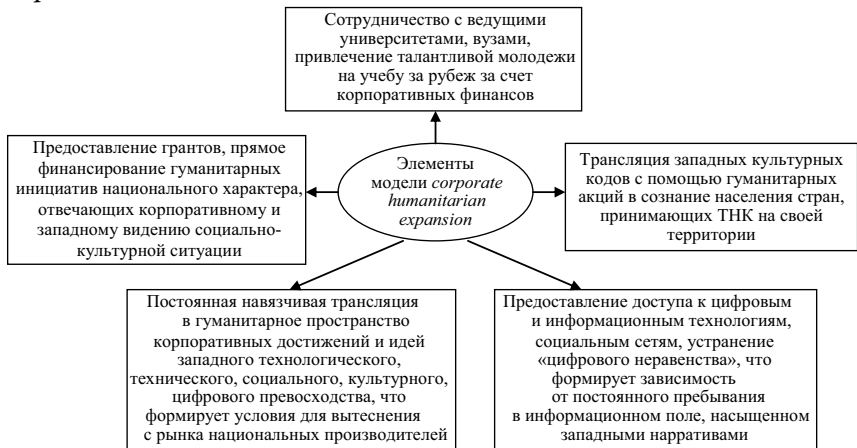 Сотрудничество с ведущими
университетами, вузами,
привлечение талантливой молодежи
на учебу за рубеж за счет
корпоративных финансов
Предоставление грантов, прямое
финансирование гуманитарных
инициатив национального характера,
отвечающих корпоративному и
западному видению социально-
культурной ситуации
Элементы
модели corporate
humanitarian
expansion
Трансляция западных культурных
кодов с помощью гуманитарных
акций в сознание населения стран,
принимающих ТНК на своей
территории
Постоянная навязчивая трансляция
в гуманитарное пространство
корпоративных достижений и идей
западного технологического,
технического, социального, культурного,
цифрового превосходства, что
формирует условия для вытеснения
с рынка национальных производителей
Предоставление доступа к цифровым
и информационным технологиям,
социальным сетям, устранение
«цифрового неравенства», что
формирует зависимость
от постоянного пребывания
в информационном поле, насыщенном
западными нарративами